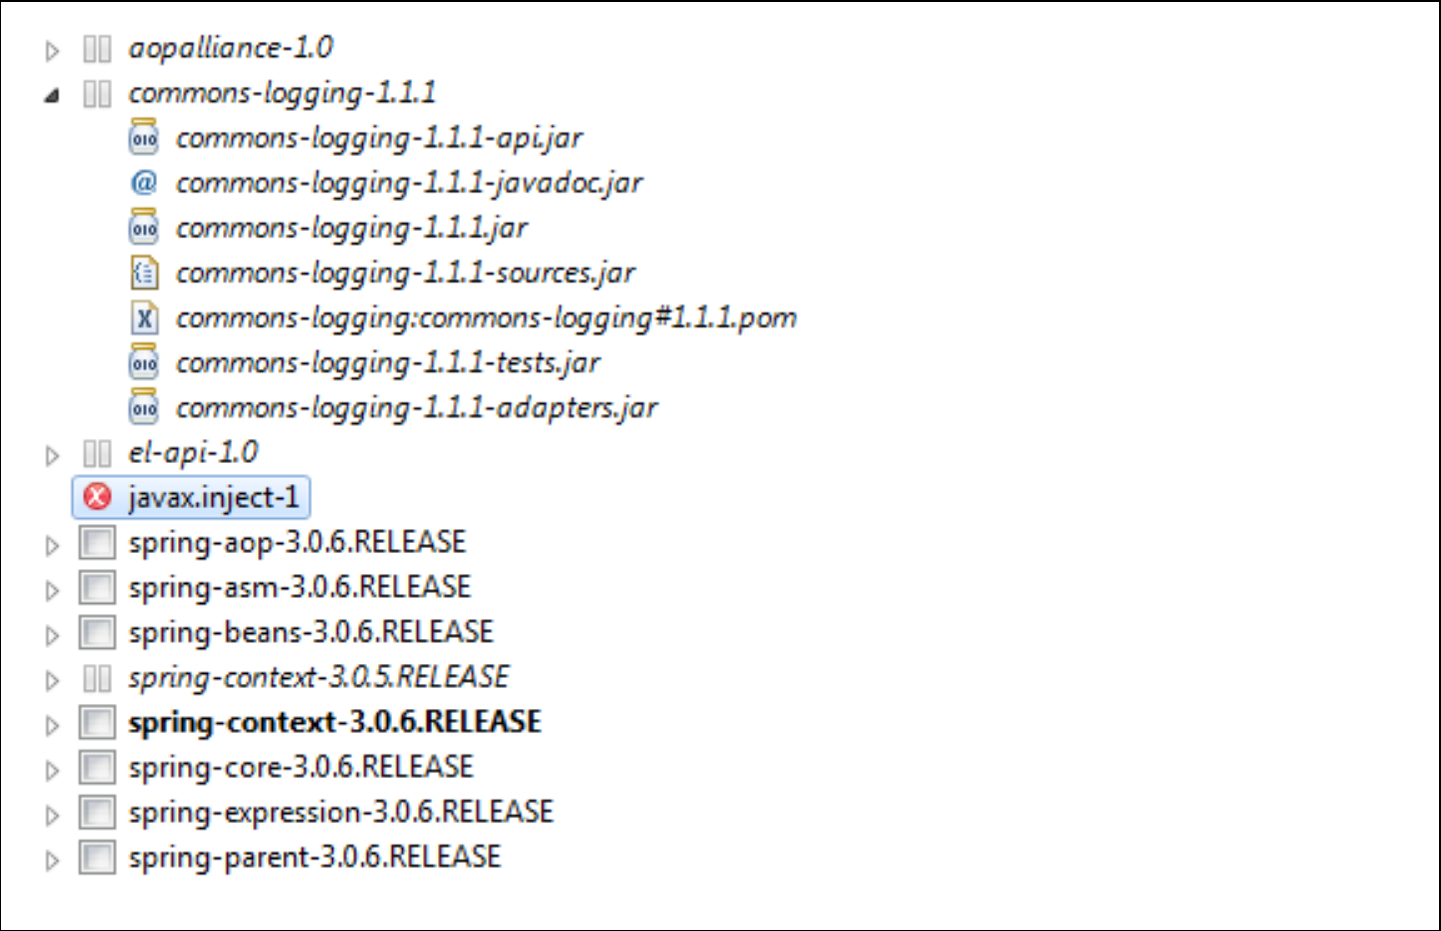 aopalliance-1.0
commons-logging-1.1.1
commons-logging-1.1.1-api.jar
commons-logging-1.1.1-javadoc.jar
commons-logging-1.1.1.jar
commons-logging-1.1.1-sources.jar
commons-logging:commons-logging#1.1.1.pom
commons-logging-1.1.1-tests.jar
commons-logging-1.1.1-adapters.jar
el-api-1.0
javax.inject-1
spring-aop-3.0.6.RELEASE
spring-asm-3.0.6.RELEASE
spring-beans-3.0.6.RELEASE
spring-context-3.0.5.RELEASE
spring-context-3.0.6.RELEASE
spring-core-3.0.6.RELEASE
spring-expression-3.0.6.RELEASE
spring-parent-3.0.6.RELEASE